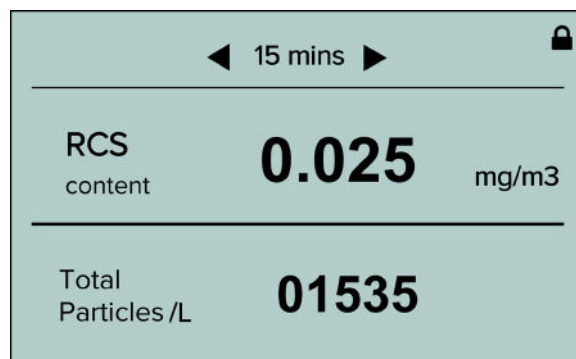 15 mins
RCS 0.025
content mg/m3
Total
Particles/L 01535